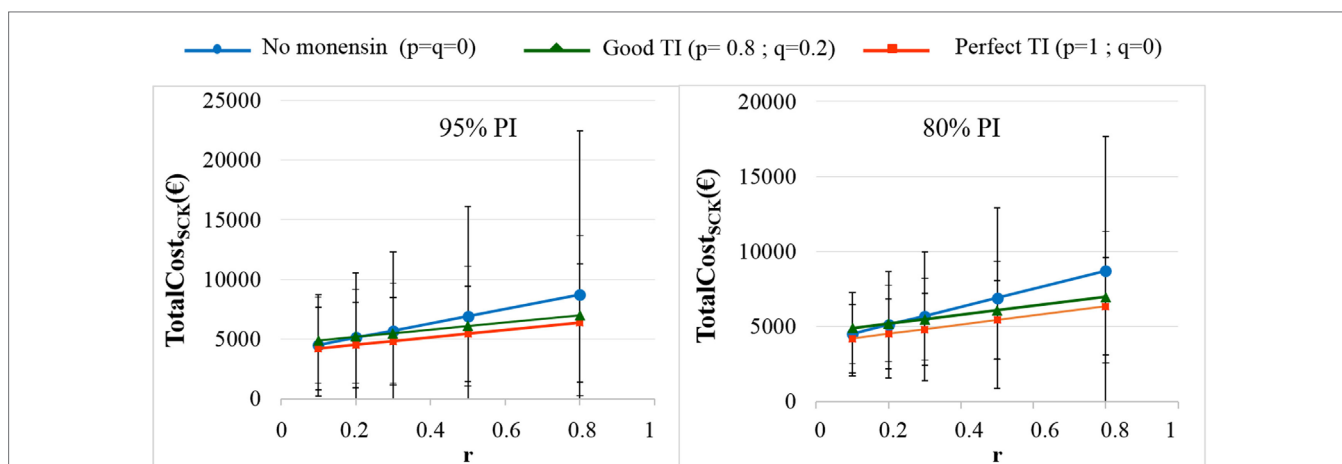 No monensin (p=q=0)
Good TI (p= 0.8 ; q=0.2)
Perfect TI (p=1 ; q=0)
TotalCostSCK(€)
25000
20000
15000
10000
5000
0
95% PI
0
0.2
0.4
0.6
0.8
1
r
TotalCostSCK(€)
20000
15000
10000
5000
0
80% PI
0
0.2
0.4
0.6
0.8
1
r